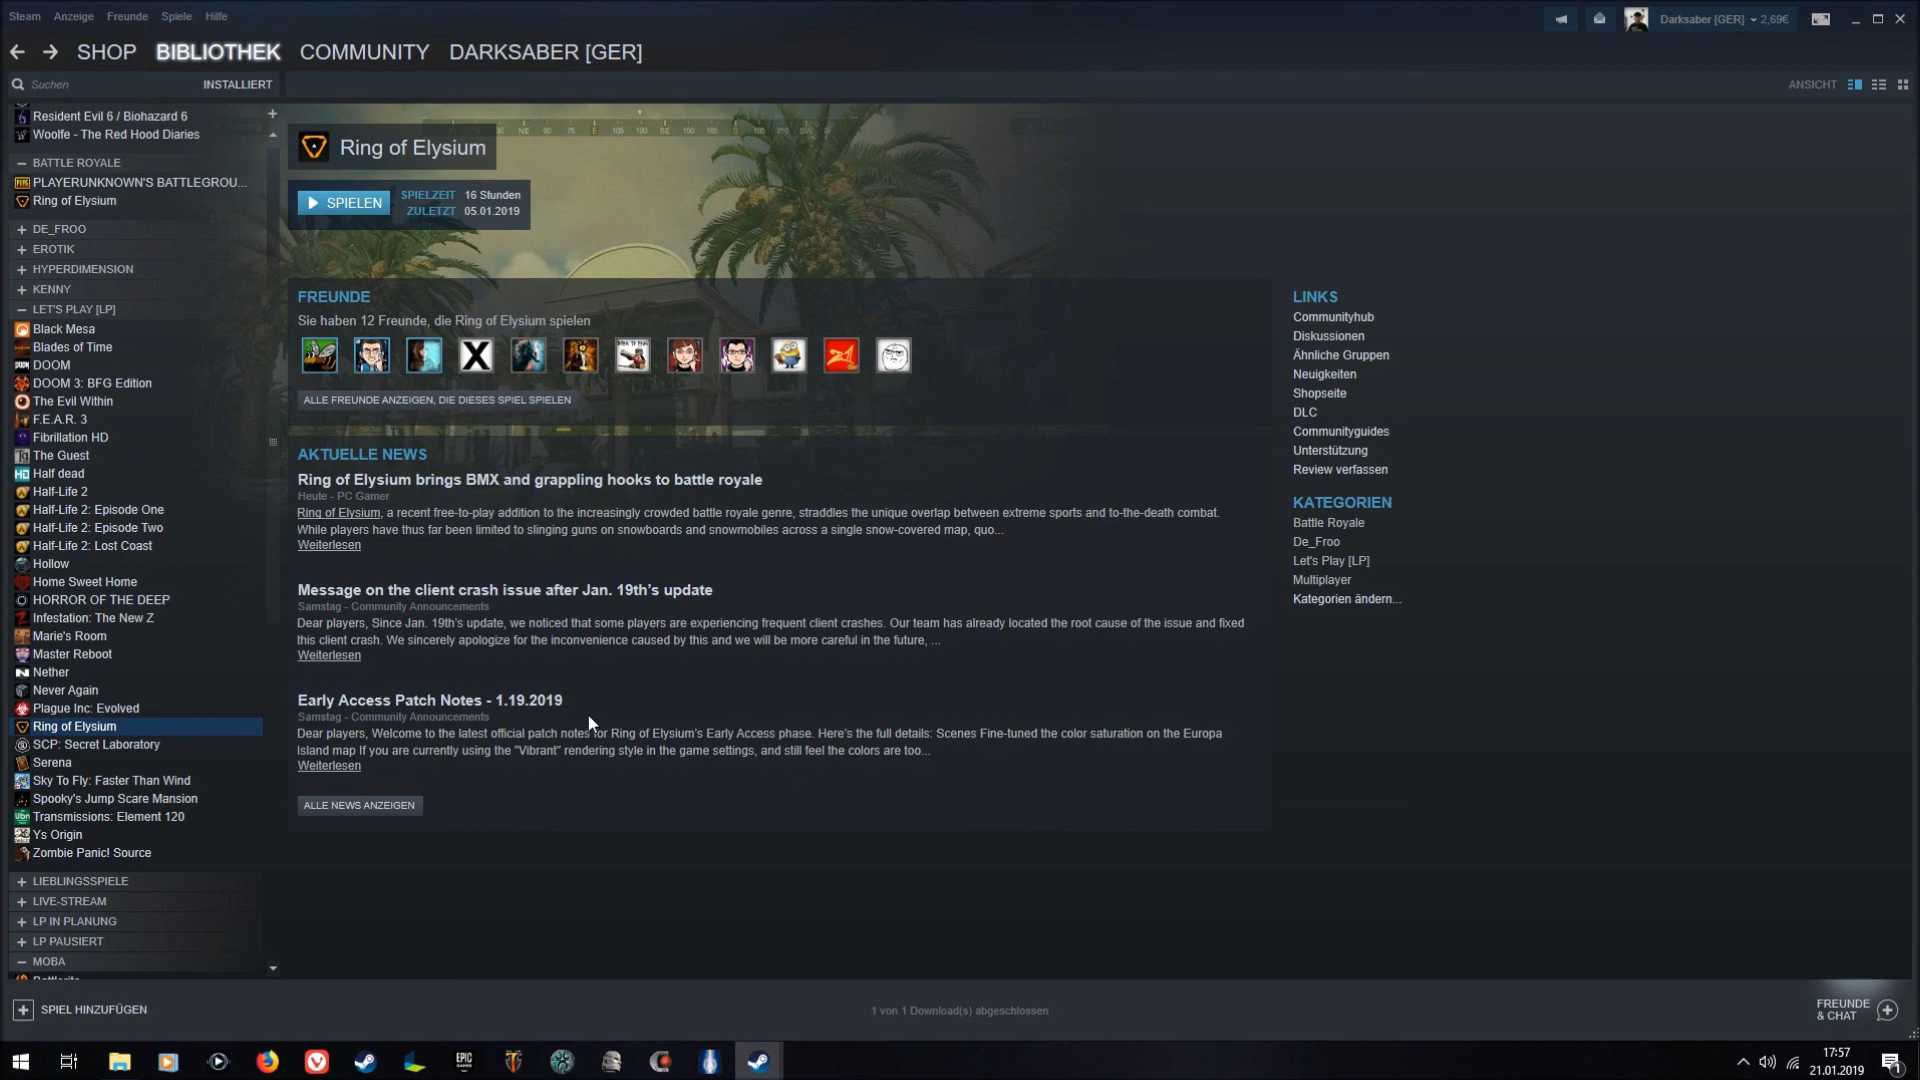 Steam Anzeige Freunde Spiele Hilfe
Darksaber [GER] 2,69€
SHOP BIBLIOTHEK COMMUNITY DARKSABER [GER]
Suchen INSTALLIERT
ANSICHT
Resident Evil 6 / Biohazard 6
Woolfe - The Red Hood Diaries
BATTLE ROYALE
PLAYERUNKNOWN'S BATTLEGROU...
Ring of Elysium
DE_FROO
EROTIK
HYPERDIMENSION
KENNY
LET'S PLAY [LP]
Black Mesa
Blades of Time
DOOM
DOOM 3: BFG Edition
The Evil Within
F.E.A.R. 3
Fibrillation HD
The Guest
Half dead
Half-Life 2
Half-Life 2: Episode One
Half-Life 2: Episode Two
Half-Life 2: Lost Coast
Hollow
Home Sweet Home
HORROR OF THE DEEP
Infestation: The New Z
Marie's Room
Master Reboot
Nether
Never Again
Plague Inc: Evolved
Ring of Elysium
SCP: Secret Laboratory
Serena
Sky To Fly: Faster Than Wind
Spooky's Jump Scare Mansion
Transmissions: Element 120
Ys Origin
Zombie Panic! Source
LIEBLINGSSPIELE
LIVE-STREAM
LP IN PLANUNG
LP PAUSIERT
MOBA
Ring of Elysium
SPIELEN
SPIELZEIT 16 Stunden
ZULETZT 05.01.2019
FREUNDE
Sie haben 12 Freunde, die Ring of Elysium spielen
ALLE FREUNDE ANZEIGEN, DIE DIESES SPIEL SPIELEN
AKTUELLE NEWS
Ring of Elysium brings BMX and grappling hooks to battle royale
Heute - PC Gamer
Ring of Elysium, a recent free-to-play addition to the increasingly crowded battle royale genre, straddles the unique overlap between extreme sports and to-the-death combat.
While players have thus far been limited to slinging guns on snowboards and snowmobiles across a single snow-covered map, quo...
Weiterlesen
Message on the client crash issue after Jan. 19th's update
Samstag - Community Announcements
Dear players, Since Jan. 19th's update, we noticed that some players are experiencing frequent client crashes. Our team has already located the root cause of the issue and fixed
this client crash. We sincerely apologize for the inconvenience caused by this and we will be more careful in the future, ...
Weiterlesen
Early Access Patch Notes - 1.19.2019
Samstag - Community Announcements
Dear players, Welcome to the latest official patch notes for Ring of Elysium's Early Access phase. Here's the full details: Scenes Fine-tuned the color saturation on the Europa
Island map If you are currently using the "Vibrant" rendering style in the game settings, and still feel the colors are too...
Weiterlesen
ALLE NEWS ANZEIGEN
LINKS
Communityhub
Diskussionen
Ähnliche Gruppen
Neuigkeiten
Shopseite
DLC
Communityguides
Unterstützung
Review verfassen
KATEGORIEN
Battle Royale
De_Froo
Let's Play [LP]
Multiplayer
Kategorien ändern...
SPIEL HINZUFÜGEN
1 von 1 Download(s) abgeschlossen
FREUNDE
& CHAT
EPIC
GAMES
17:57
21.01.2019
1